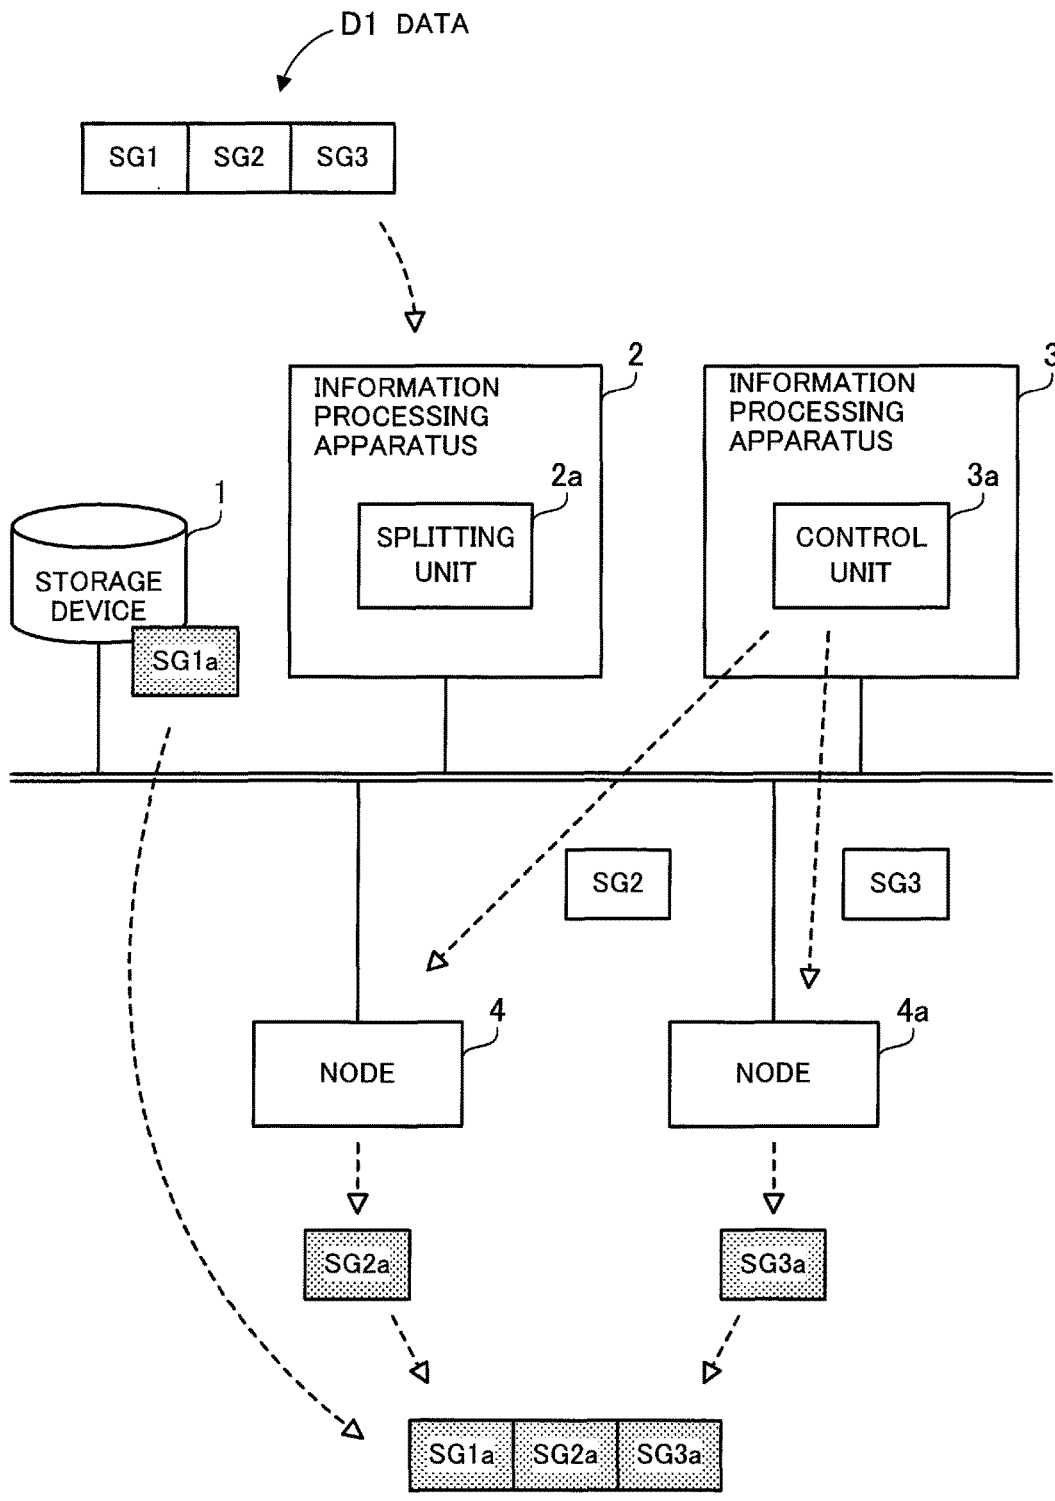 D1 DATA
SG1 SG2 SG3
2
3
INFORMATION
PROCESSING
APPARATUS
INFORMATION
PROCESSING
APPARATUS
1
2a
3a
STORAGE
DEVICE
SPLITTING
UNIT
CONTROL
UNIT
SG1a
SG2
SG3
4
4a
NODE
NODE
SG2a
SG3a
SG1a SG2a SG3a